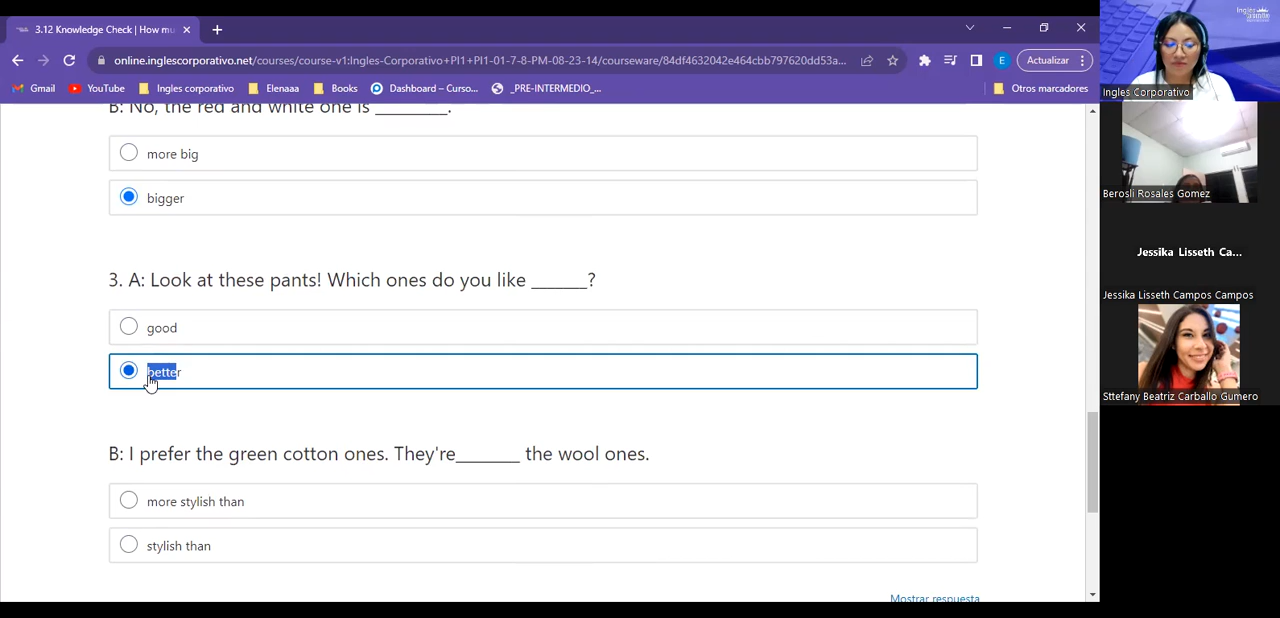 3.12 Knowledge Check | How mu
online.inglescorporativo.net/courses/course-v1:Ingles-Corporativo+PI1+PI1-01-7-8-PM-08-23-14/courseware/84df4632042e464cbb797620dd53a...
E
Actualizar
Gmail
YouTube
Ingles corporativo
Elenaaa
Books
Dashboard – Curso...
_PRE-INTERMEDIO_...
Otros marcadores
B: No, the red and white one is ________.
more big
bigger
3. A: Look at these pants! Which ones do you like ______?
good
better
B: I prefer the green cotton ones. They're_______ the wool ones.
more stylish than
stylish than
Mostrar respuesta
Ingles Corporativo
Berosli Rosales Gomez
Jessika Lisseth Ca...
Jessika Lisseth Campos Campos
Sttefany Beatriz Carballo Gumero